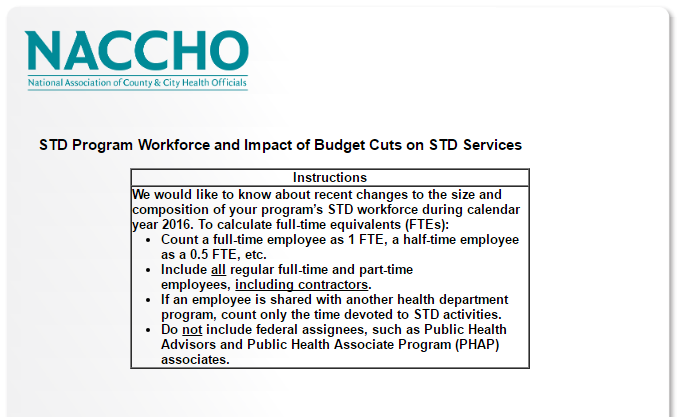 NACCHO
National Association of County & City Health Officials
STD Program Workforce and Impact of Budget Cuts on STD Services
Instructions
We would like to know about recent changes to the size and
composition of your program's STD workforce during calendar
year 2016. To calculate full-time equivalents (FTEs):
• Count a full-time employee as 1 FTE, a half-time employee
as a 0.5 FTE, etc.
• Include all regular full-time and part-time
employees, including contractors.
• If an employee is shared with another health department
program, count only the time devoted to STD activities.
• Do not include federal assignees, such as Public Health
Advisors and Public Health Associate Program (PHAP)
associates.